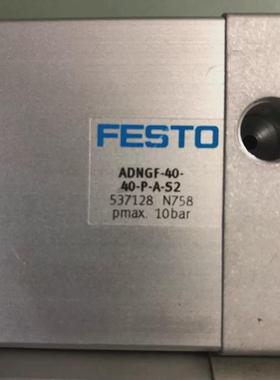 FESTO
ADNGF-40-
40-P-A-S2
537128 N758
pmax. 10bar